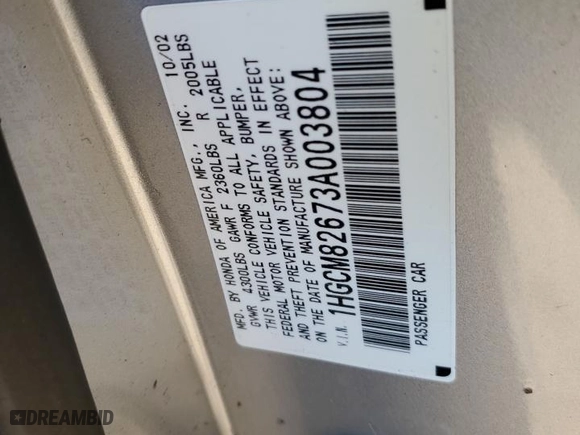 MFD. BY HONDA OF AMERICA MFG., INC. 10/02
GVWR 4300LBS GAWR F 2360LBS R 2005LBS
THIS VEHICLE CONFORMS TO ALL APPLICABLE
FEDERAL MOTOR VEHICLE SAFETY, BUMPER,
AND THEFT PREVENTION STANDARDS IN EFFECT
ON THE DATE OF MANUFACTURE SHOWN ABOVE:
V.I.N. 1HGCM82673A003804
PASSENGER CAR
DREAMBID